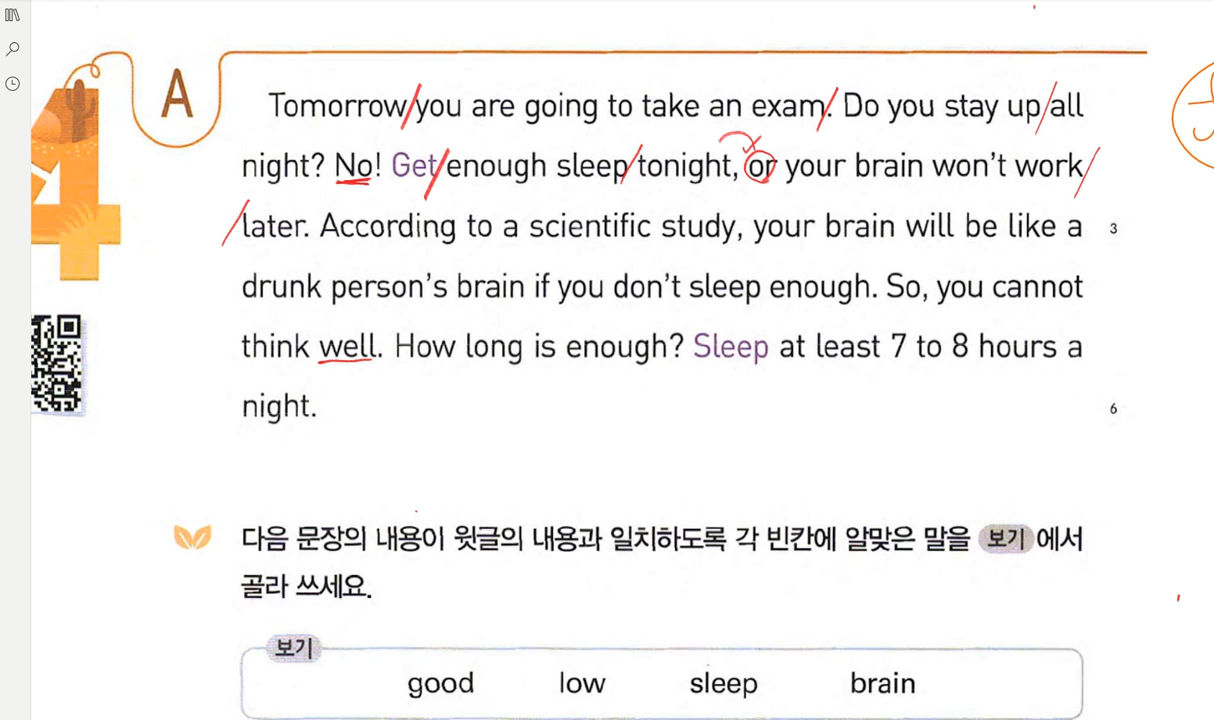 4
A
Tomorrow you are going to take an exam. Do you stay up all
night? No! Get enough sleep tonight, or your brain won't work
later. According to a scientific study, your brain will be like a 3
drunk person's brain if you don't sleep enough. So, you cannot
think well. How long is enough? Sleep at least 7 to 8 hours a
night. 6
다음 문장의 내용이 윗글의 내용과 일치하도록 각 빈칸에 알맞은 말을 보기 에서
골라 쓰세요.
보기
good low sleep brain